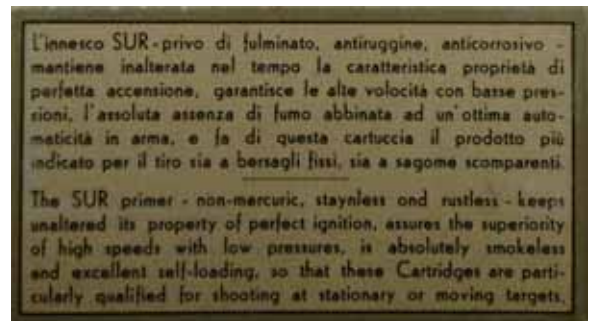 L'innesco SUR - privo di fulminato, antiruggine, anticorrosivo -
mantiene inalterata nel tempo la caratteristica proprietà di
perfetta accensione, garantisce le alte velocità con basse pres-
sioni, l'assoluta assenza di fumo abbinata ad un'ottima auto-
maticità in arma, e fa di questa cartuccia il prodotto più
indicato per il tiro sia a bersagli fissi, sia a sagome scomparenti.
The SUR primer - non-mercuric, staynless ond rustless - keeps
unaltered its property of perfect ignition, assures the superiority
of high speeds with low pressures, is absolutely smokeless
and excellent self-loading, so that these Cartridges are parti-
cularly qualified for shooting at stationary or moving targets.